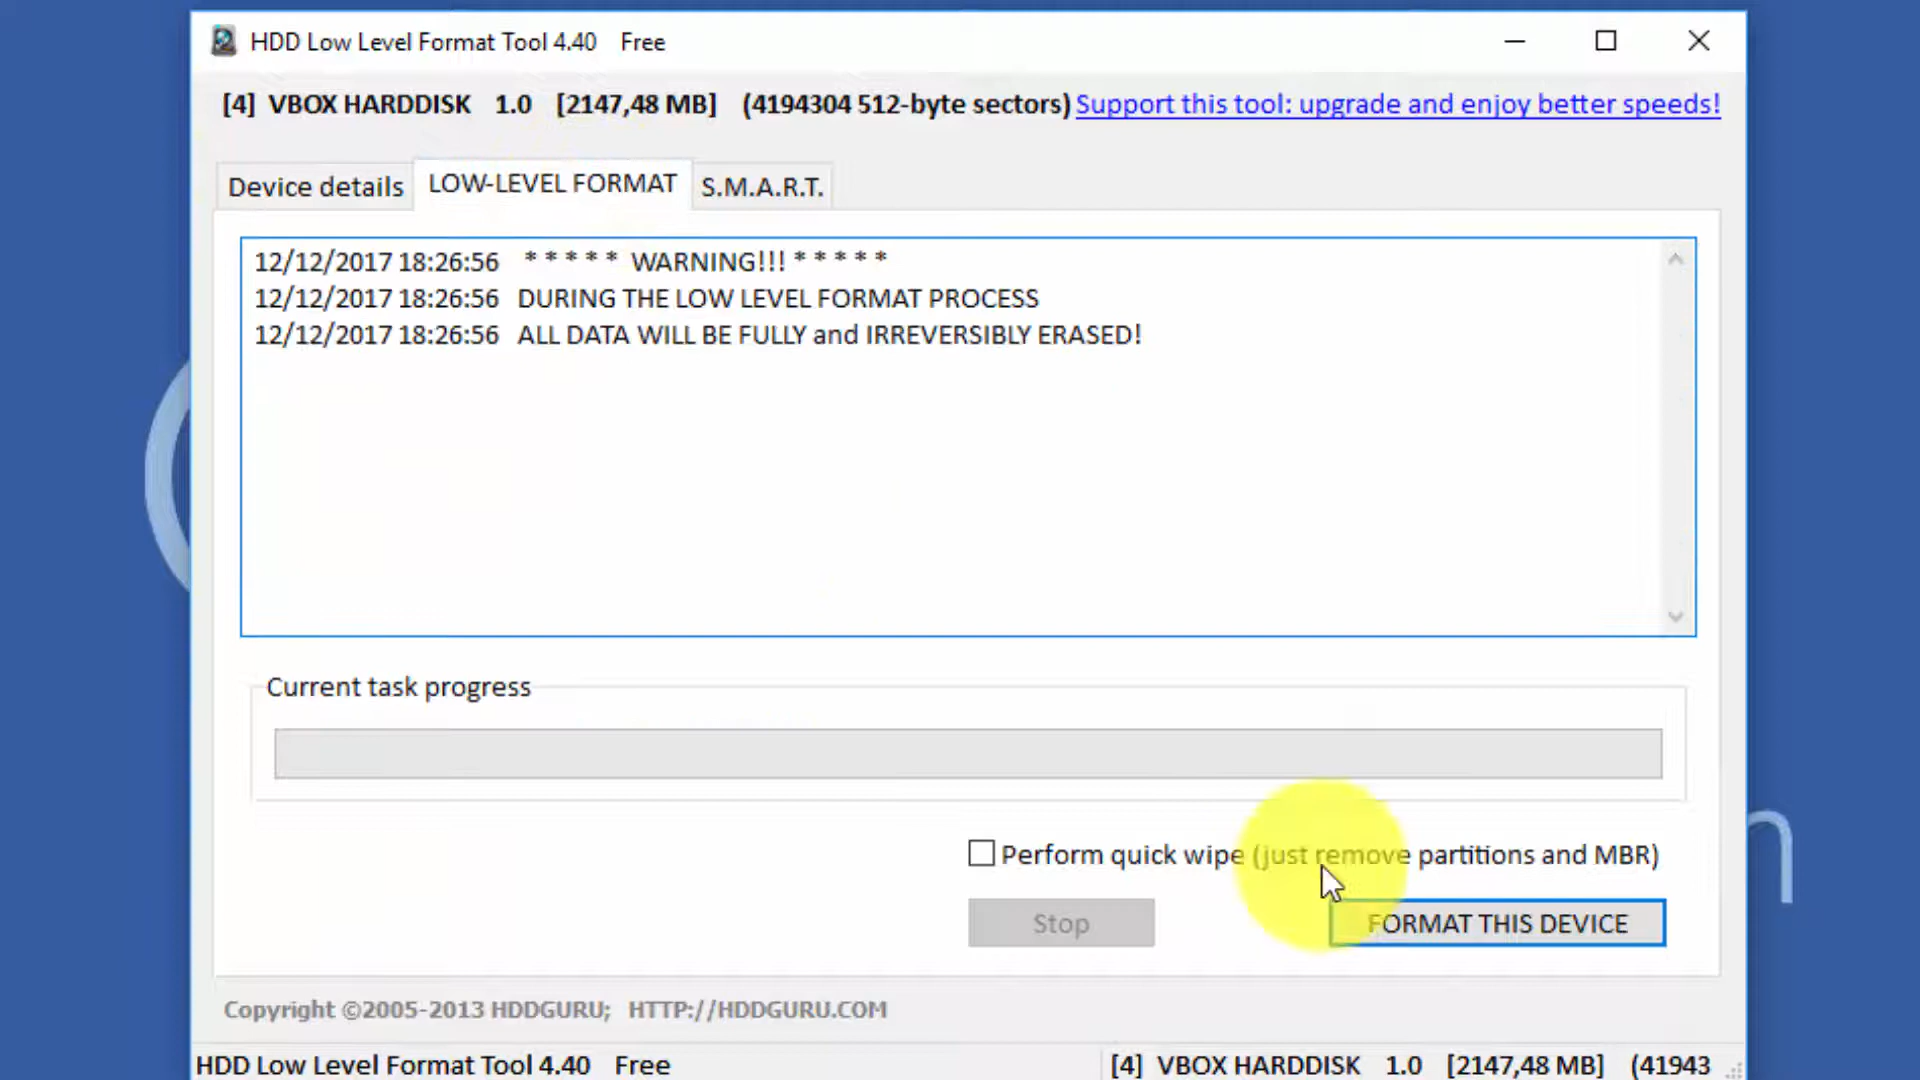 HDD Low Level Format Tool 4.40 Free
[4] VBOX HARDDISK 1.0 [2147,48 MB] (4194304 512-byte sectors) Support this tool: upgrade and enjoy better speeds!
Device details LOW-LEVEL FORMAT S.M.A.R.T.
12/12/2017 18:26:56 * * * * * WARNING!!! * * * * *
12/12/2017 18:26:56 DURING THE LOW LEVEL FORMAT PROCESS
12/12/2017 18:26:56 ALL DATA WILL BE FULLY and IRREVERSIBLY ERASED!
Current task progress
Perform quick wipe (just remove partitions and MBR)
Stop FORMAT THIS DEVICE
Copyright ©2005-2013 HDDGURU; HTTP://HDDGURU.COM
HDD Low Level Format Tool 4.40 Free [4] VBOX HARDDISK 1.0 [2147,48 MB] (41943